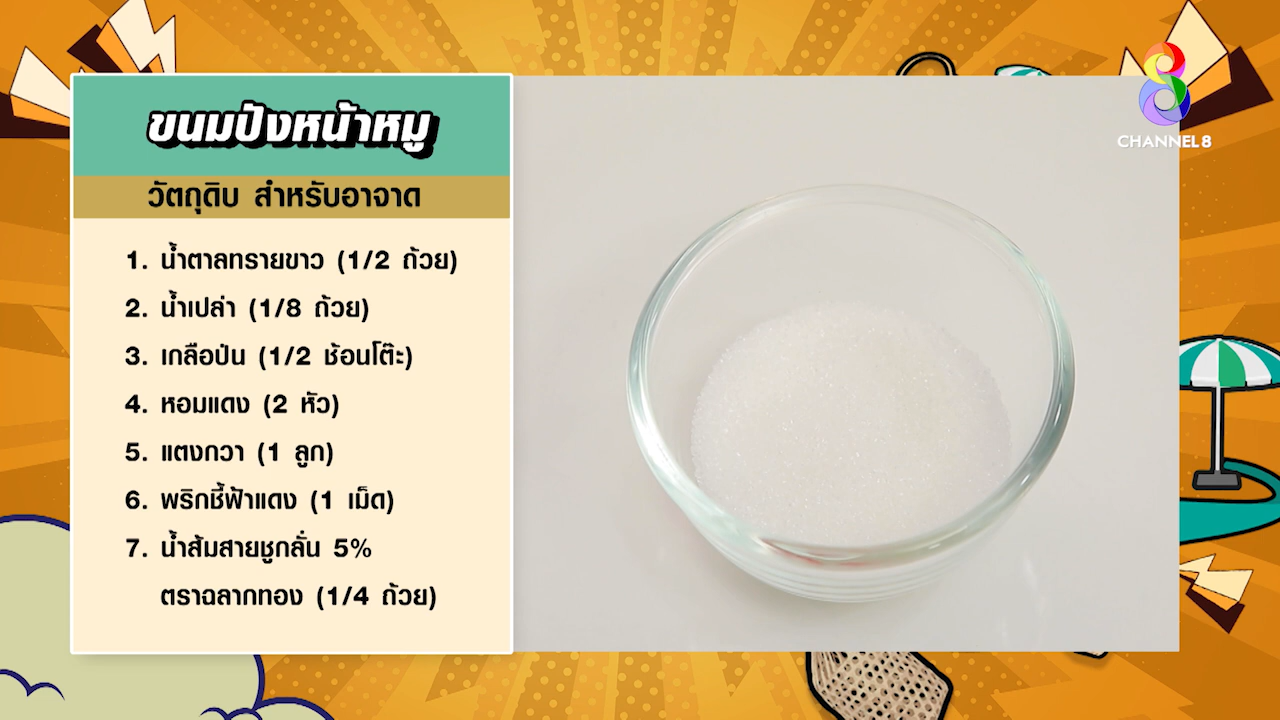 ขนมปังหน้าหมู
วัตถุดิบ สำหรับอาจาด
1. น้ำตาลทรายขาว (1/2 ถ้วย)
2. น้ำเปล่า (1/8 ถ้วย)
3. เกลือป่น (1/2 ช้อนโต๊ะ)
4. หอมแดง (2 หัว)
5. แตงกวา (1 ลูก)
6. พริกชี้ฟ้าแดง (1 เม็ด)
7. น้ำส้มสายชูกลั่น 5%
ตราฉลากทอง (1/4 ถ้วย)
CHANNEL 8